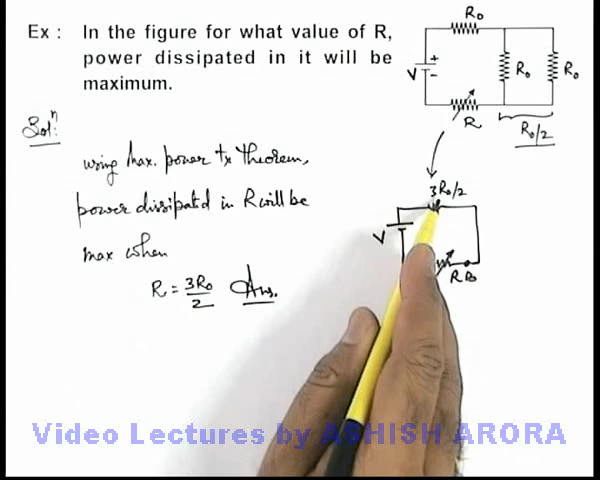 Ex : In the figure for what value of R,
power dissipated in it will be
maximum.
Solⁿ:
using Max. power tx theorem,
power dissipated in R will be
max when
R = 3R₀/2 Ans.
R₀
V + −
R₀
R₀
R
R₀/2
3R₀/2
V
R
B
Video Lectures by ASHISH ARORA